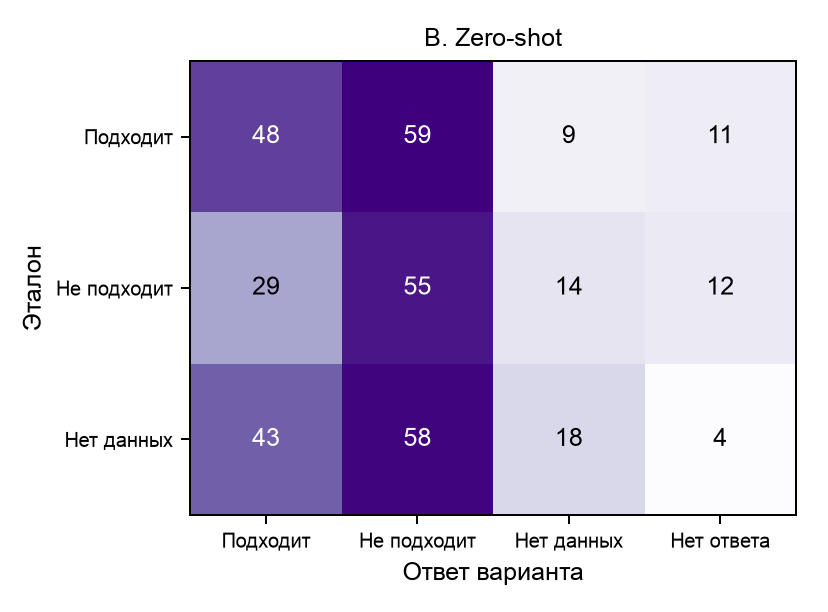 B. Zero-shot
Эталон
Подходит 48 59 9 11
Не подходит 29 55 14 12
Нет данных 43 58 18 4
Подходит Не подходит Нет данных Нет ответа
Ответ варианта